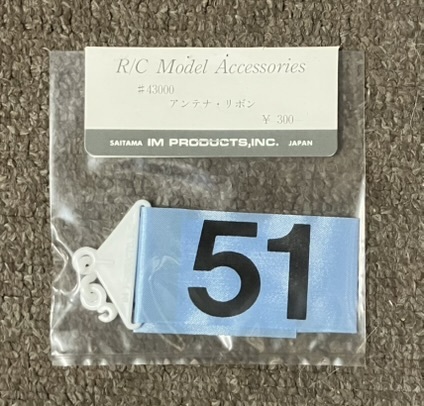 R/C Model Accessories
#43000
アンテナ・リボン
¥ 300
SAITAMA IM PRODUCTS,INC. JAPAN
51